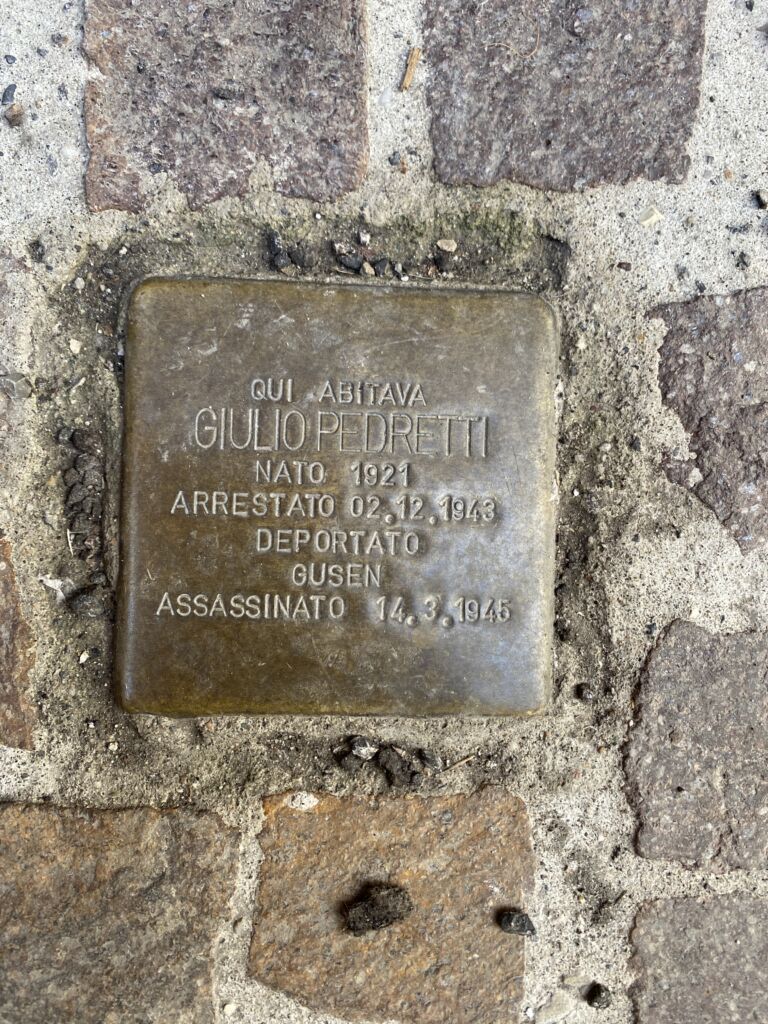 QUI ABITAVA
GIULIO PEDRETTI
NATO 1921
ARRESTATO 02.12.1943
DEPORTATO
GUSEN
ASSASSINATO 14.3.1945